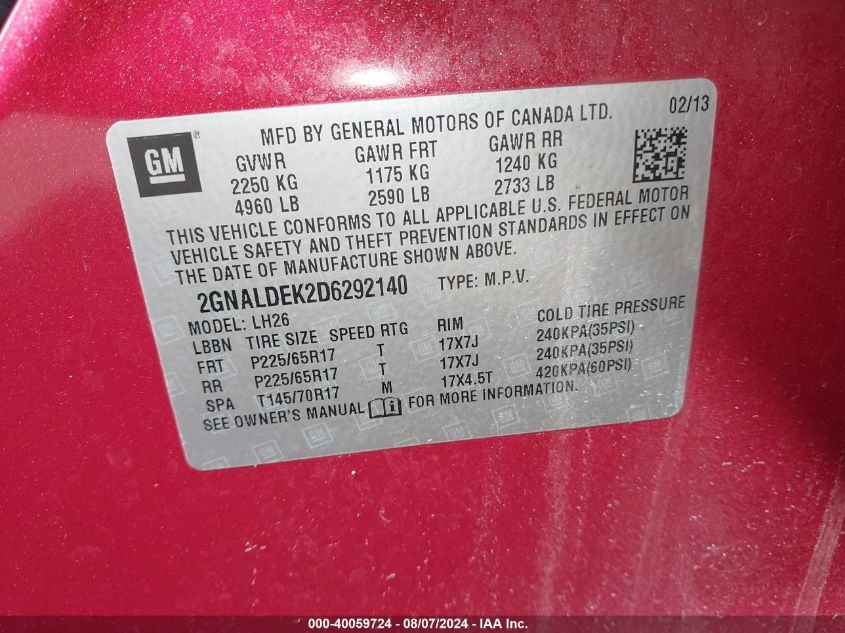 02/13
GM
MFD BY GENERAL MOTORS OF CANADA LTD.
GVWR GAWR FRT GAWR RR
2250 KG 1175 KG 1240 KG
4960 LB 2590 LB 2733 LB
THIS VEHICLE CONFORMS TO ALL APPLICABLE U.S. FEDERAL MOTOR
VEHICLE SAFETY AND THEFT PREVENTION STANDARDS IN EFFECT ON
THE DATE OF MANUFACTURE SHOWN ABOVE.
2GNALDEK2D6292140 TYPE: M.P.V.
MODEL: LH26
LBBN TIRE SIZE SPEED RTG RIM COLD TIRE PRESSURE
FRT P225/65R17 T 17X7J 240KPA(35PSI)
RR P225/65R17 T 17X7J 240KPA(35PSI)
SPA T145/70R17 M 17X4.5T 420KPA(60PSI)
SEE OWNER'S MANUAL FOR MORE INFORMATION.
000-40059724 - 08/07/2024 - IAA Inc.